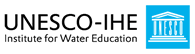 UNESCO-IHE
Institute for Water Education